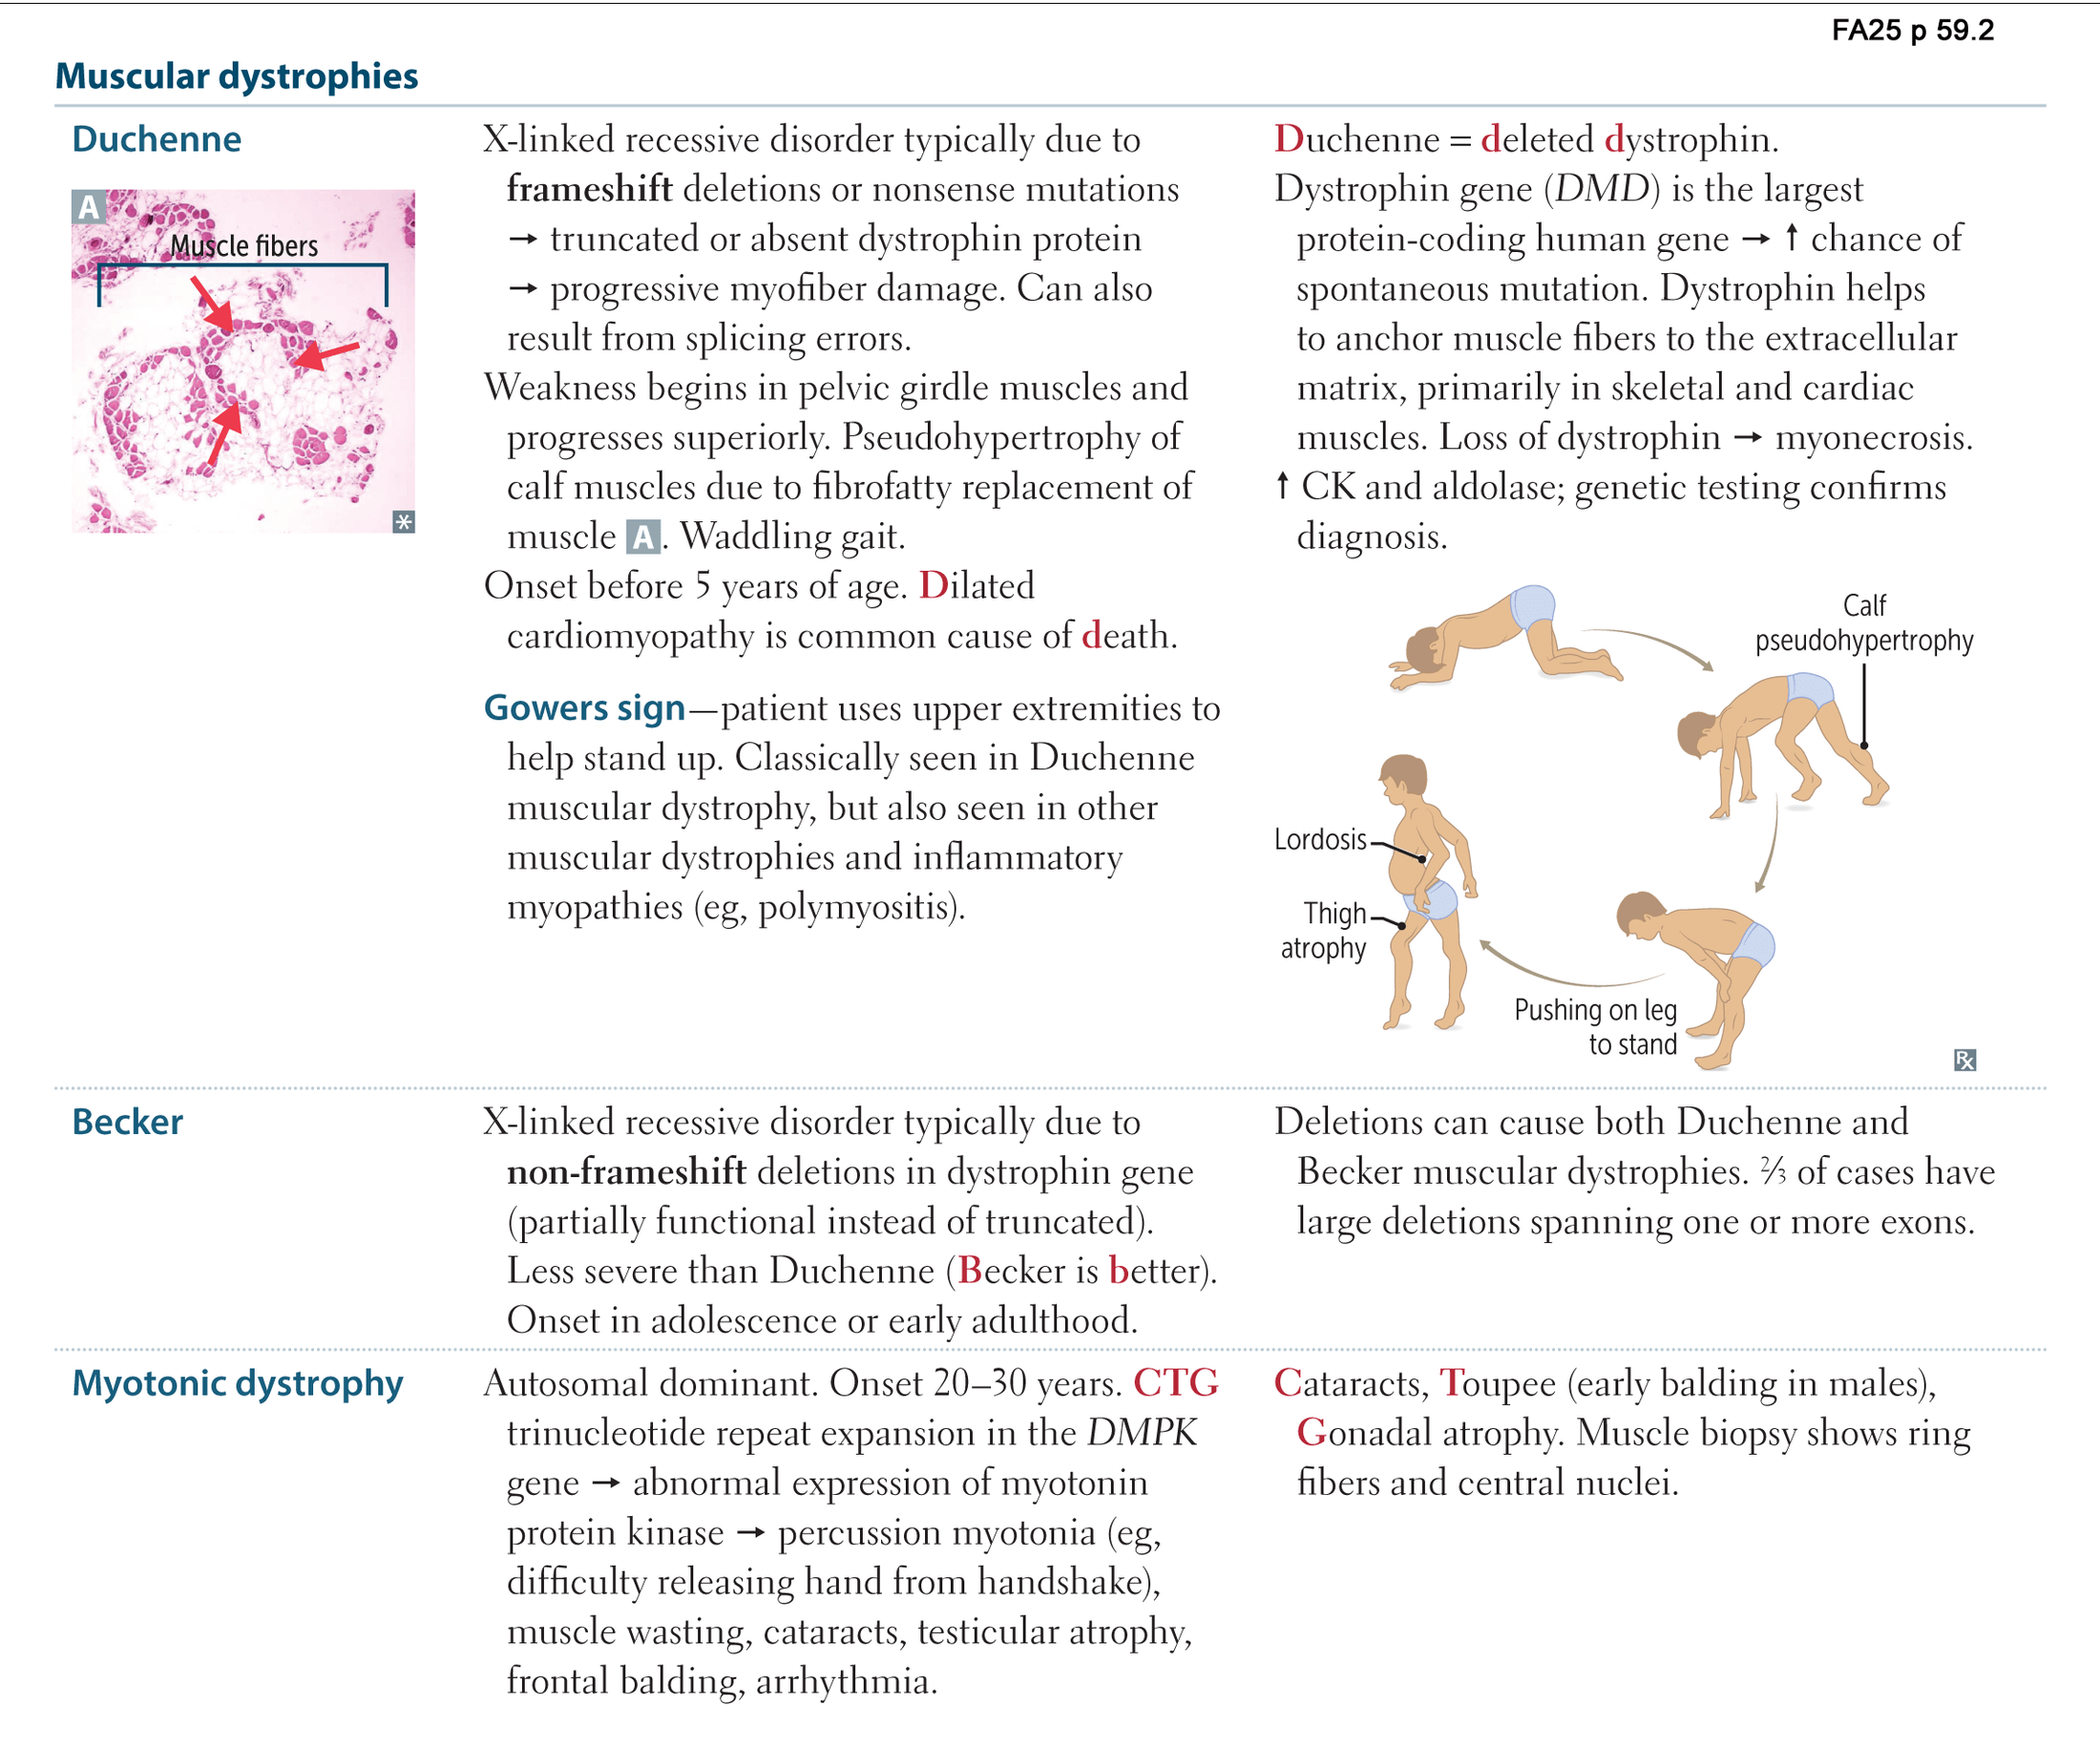 FA25 p 59.2
Muscular dystrophies
Duchenne
A
Muscle fibers
X-linked recessive disorder typically due to
frameshift deletions or nonsense mutations
→ truncated or absent dystrophin protein
→ progressive myofiber damage. Can also
result from splicing errors.
Weakness begins in pelvic girdle muscles and
progresses superiorly. Pseudohypertrophy of
calf muscles due to fibrofatty replacement of
muscle A. Waddling gait.
Onset before 5 years of age. Dilated
cardiomyopathy is common cause of death.
Gowers sign—patient uses upper extremities to
help stand up. Classically seen in Duchenne
muscular dystrophy, but also seen in other
muscular dystrophies and inflammatory
myopathies (eg, polymyositis).
Duchenne = deleted dystrophin.
Dystrophin gene (DMD) is the largest
protein-coding human gene → ↑ chance of
spontaneous mutation. Dystrophin helps
to anchor muscle fibers to the extracellular
matrix, primarily in skeletal and cardiac
muscles. Loss of dystrophin → myonecrosis.
↑ CK and aldolase; genetic testing confirms
diagnosis.
Calf
pseudohypertrophy
Lordosis
Thigh
atrophy
Pushing on leg
to stand
Rx
Becker
X-linked recessive disorder typically due to
non-frameshift deletions in dystrophin gene
(partially functional instead of truncated).
Less severe than Duchenne (Becker is better).
Onset in adolescence or early adulthood.
Deletions can cause both Duchenne and
Becker muscular dystrophies. ⅔ of cases have
large deletions spanning one or more exons.
Myotonic dystrophy
Autosomal dominant. Onset 20–30 years. CTG
trinucleotide repeat expansion in the DMPK
gene → abnormal expression of myotonin
protein kinase → percussion myotonia (eg,
difficulty releasing hand from handshake),
muscle wasting, cataracts, testicular atrophy,
frontal balding, arrhythmia.
Cataracts, Toupee (early balding in males),
Gonadal atrophy. Muscle biopsy shows ring
fibers and central nuclei.